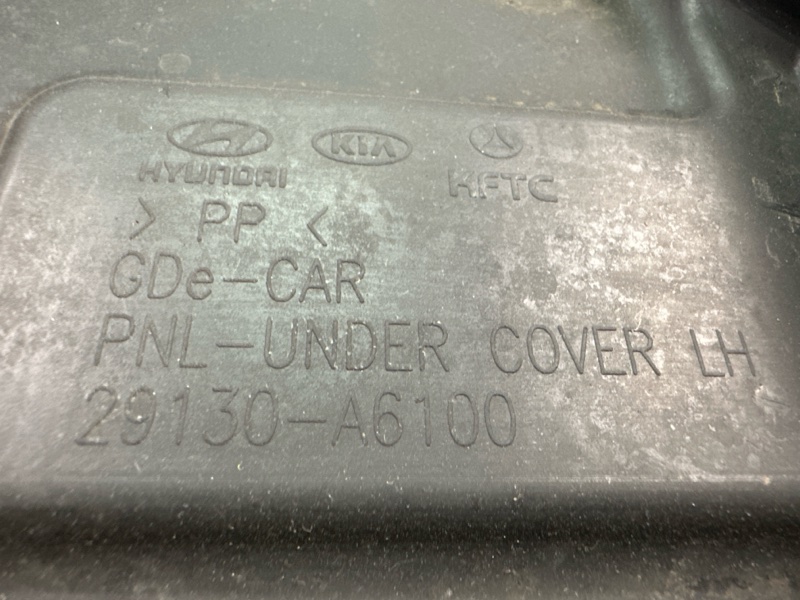 KIA
HYUNDAI KFTC
> PP <
GDe-CAR
PNL-UNDER COVER LH
29130-A6100